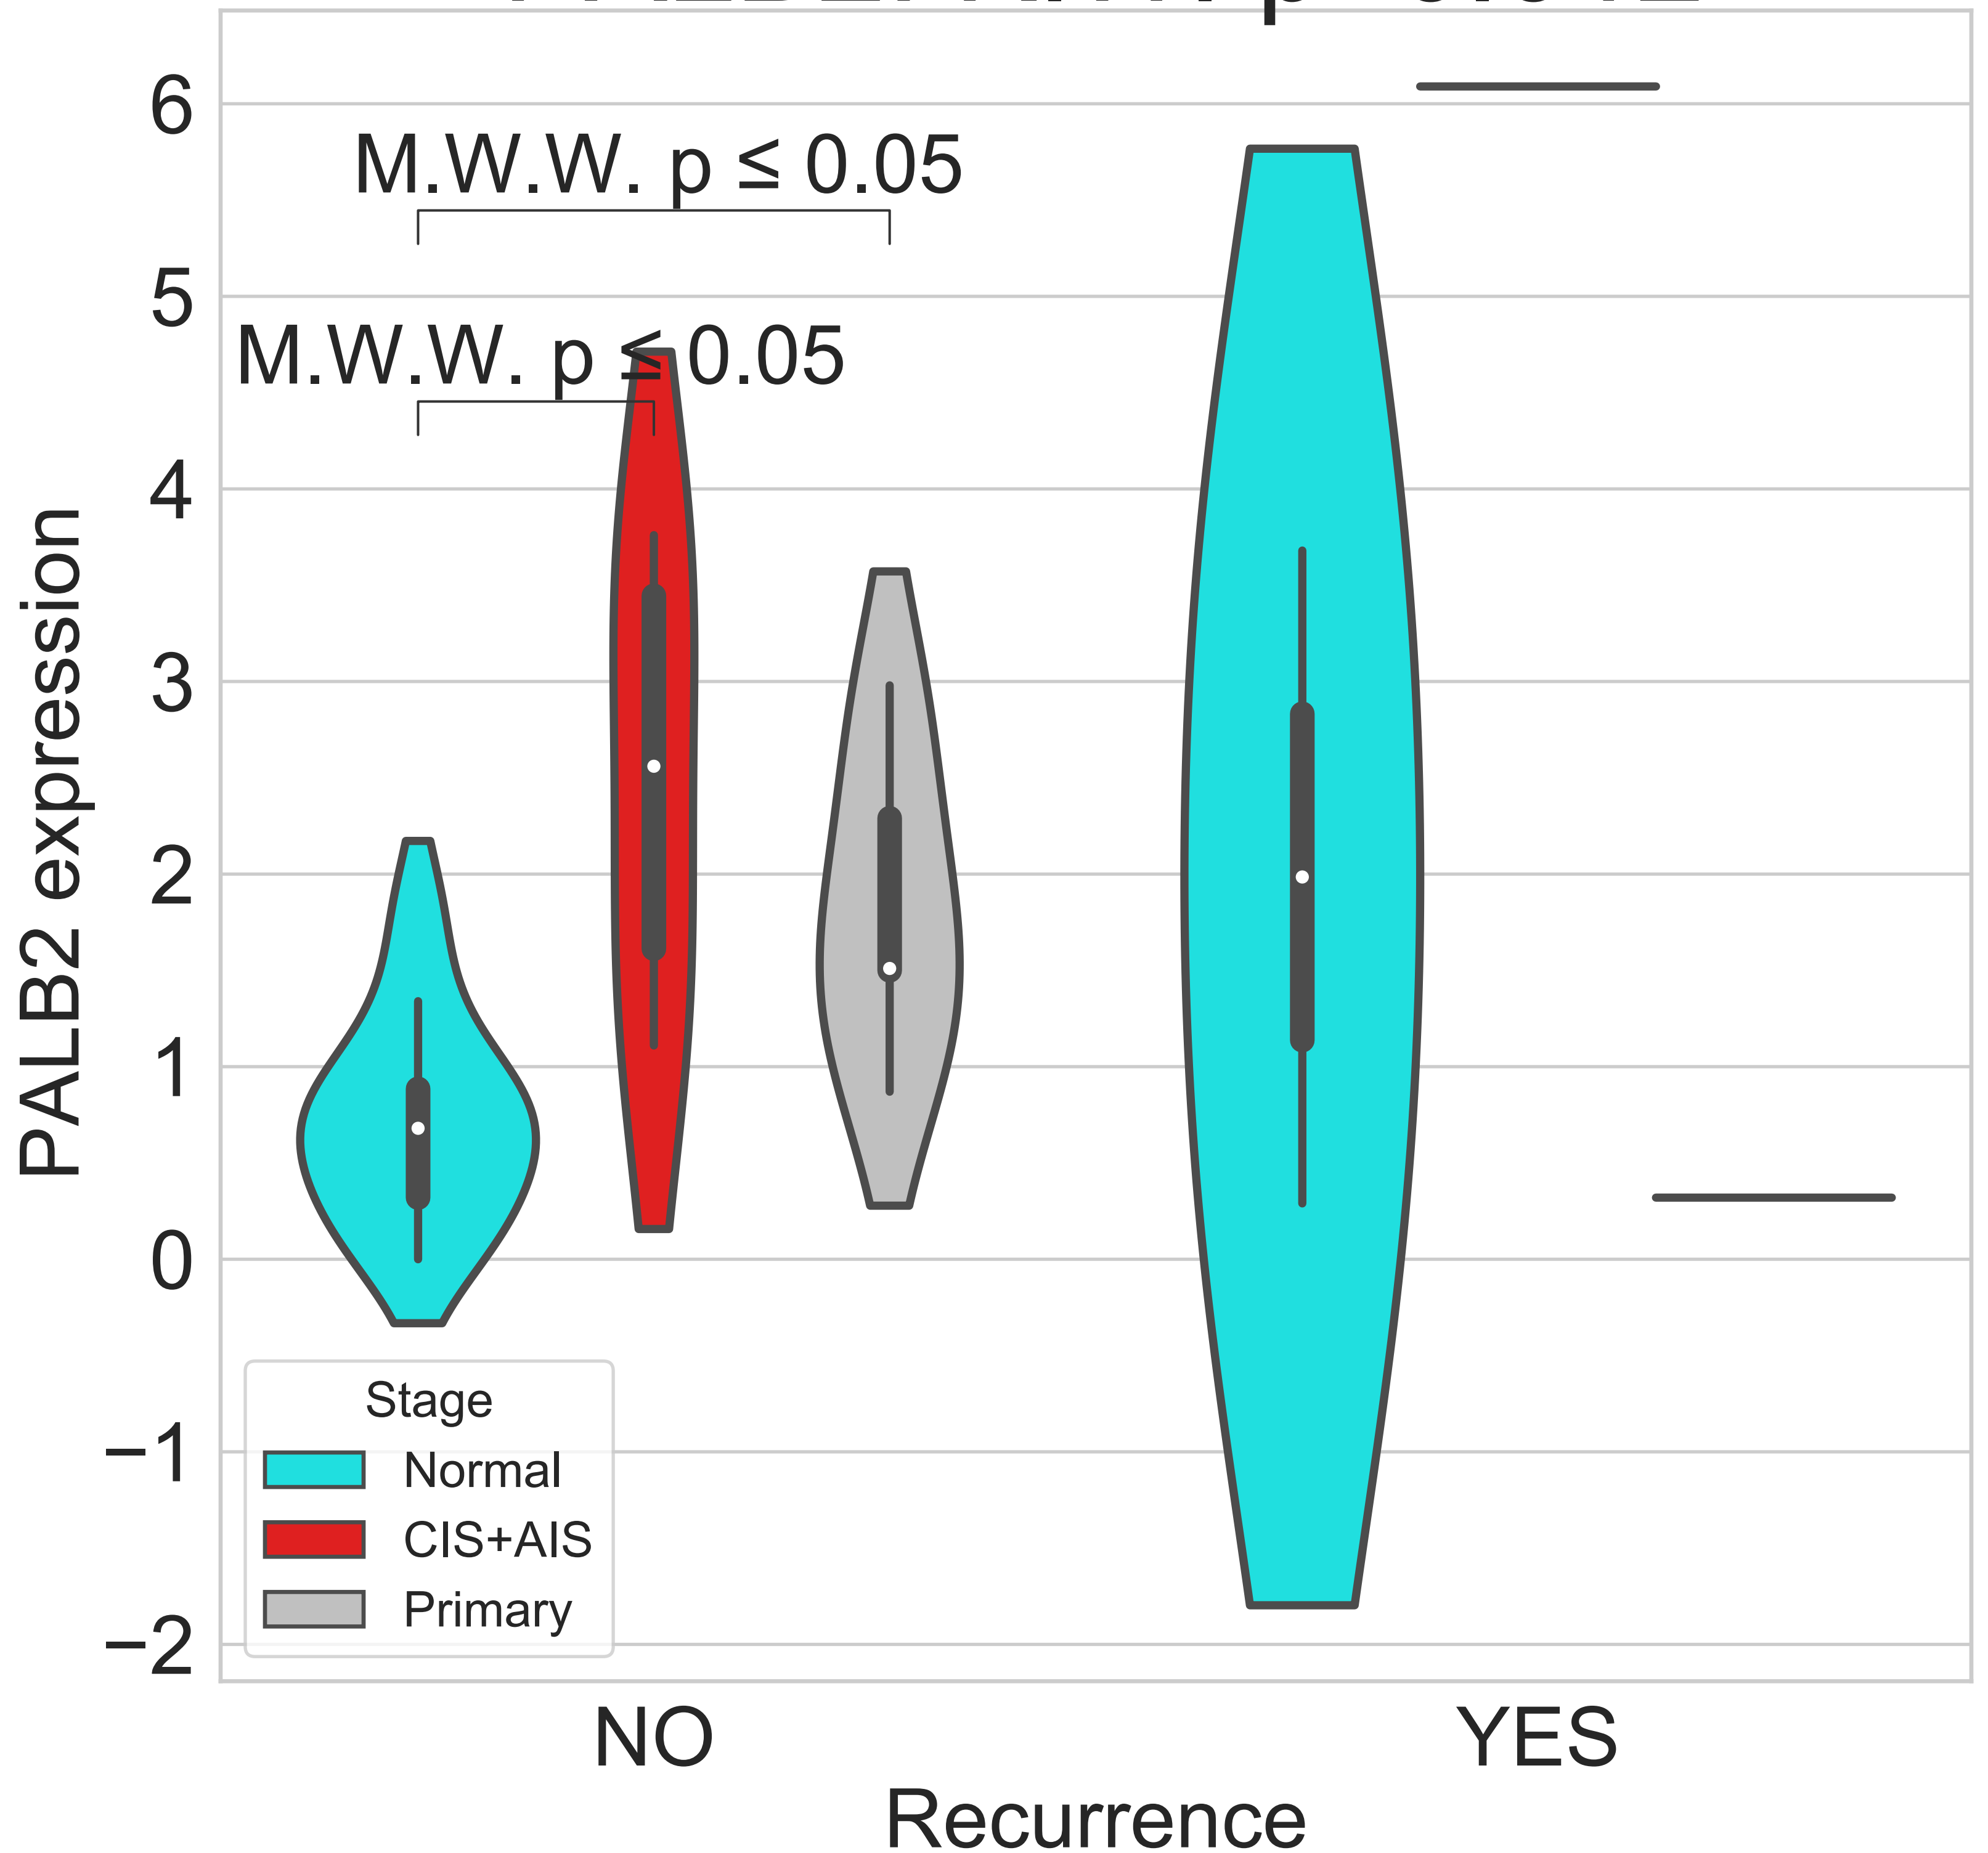 6
5
4
3
2
1
0
−1
−2
PALB2 expression
M.W.W. p ≤ 0.05
M.W.W. p ≤ 0.05
Stage
Normal
CIS+AIS
Primary
NO
YES
Recurrence